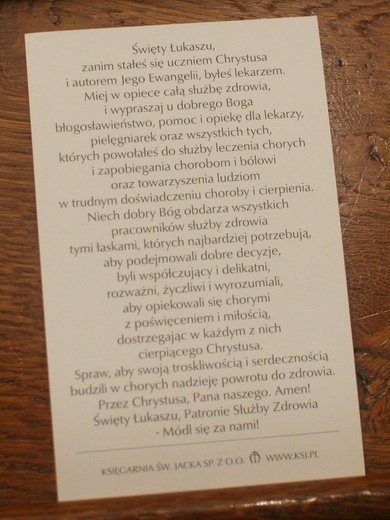 Święty Łukaszu,
zanim stałeś się uczniem Chrystusa
i autorem Jego Ewangelii, byłeś lekarzem.
Miej w opiece całą służbę zdrowia,
i wypraszaj u dobrego Boga
błogosławieństwo, pomoc i opiekę dla lekarzy,
pielęgniarek oraz wszystkich tych,
których powołałeś do służby leczenia chorych
i zapobiegania chorobom i bólowi
oraz towarzyszenia ludziom
w trudnym doświadczeniu choroby i cierpienia.
Niech dobry Bóg obdarza wszystkich
pracowników służby zdrowia
tymi łaskami, których najbardziej potrzebują,
aby podejmowali dobre decyzje,
byli współczujący i delikatni,
rozważni, życzliwi i wyrozumiali,
aby opiekowali się chorymi
z poświęceniem i miłością,
dostrzegając w każdym z nich
cierpiącego Chrystusa.
Spraw, aby swoją troskliwością i serdecznością
budzili w chorych nadzieję powrotu do zdrowia.
Przez Chrystusa, Pana naszego. Amen!
Święty Łukaszu, Patronie Służby Zdrowia
- Módl się za nami!
KSIĘGARNIA ŚW. JACKA SP. Z O.O. WWW.KSJ.PL